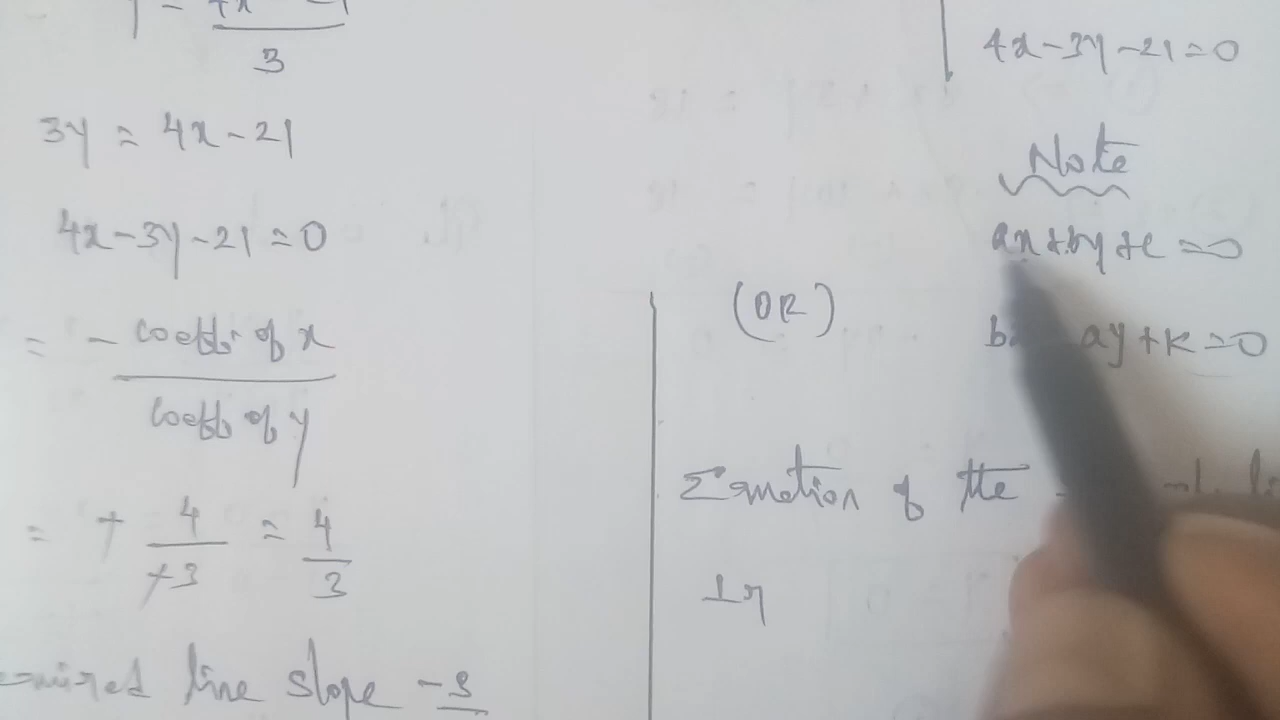 3
3y = 4x - 21
4x - 3y - 21 = 0
= - coeff. of x
coeff. of y
= + 4 = 4
+3 3
line slope - 3
4x - 3y - 21 = 0
Note
ax + by + c = 0
(OR)
ay + k = 0
of the
⊥r